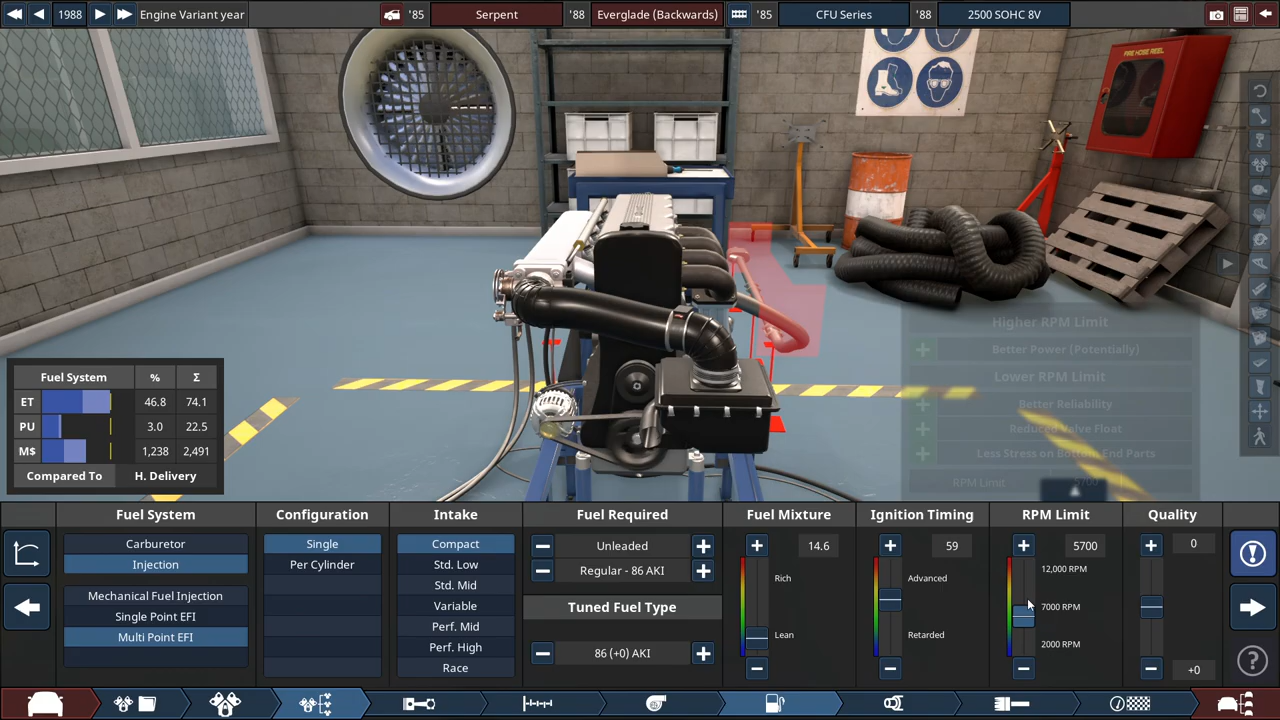 1988 Engine Variant year '85 Serpent '88 Everglade (Backwards) '85 CFU Series '88 2500 SOHC 8V
FIRE HOSE REEL
Higher RPM Limit
Better Power (Potentially)
Lower RPM Limit
Better Reliability
Reduced Valve Float
Less Stress on Bottom End Parts
RPM Limit 5700
Fuel System % Σ
ET 46.8 74.1
PU 3.0 22.5
M$ 1,238 2,491
Compared To H. Delivery
Fuel System
Carburetor
Injection
Mechanical Fuel Injection
Single Point EFI
Multi Point EFI
Configuration
Single
Per Cylinder
Intake
Compact
Std. Low
Std. Mid
Variable
Perf. Mid
Perf. High
Race
Fuel Required
Unleaded
Regular - 86 AKI
Tuned Fuel Type
86 (+0) AKI
Fuel Mixture
14.6
Rich
Lean
Ignition Timing
59
Advanced
Retarded
RPM Limit
5700
12,000 RPM
7000 RPM
2000 RPM
Quality
0
+0